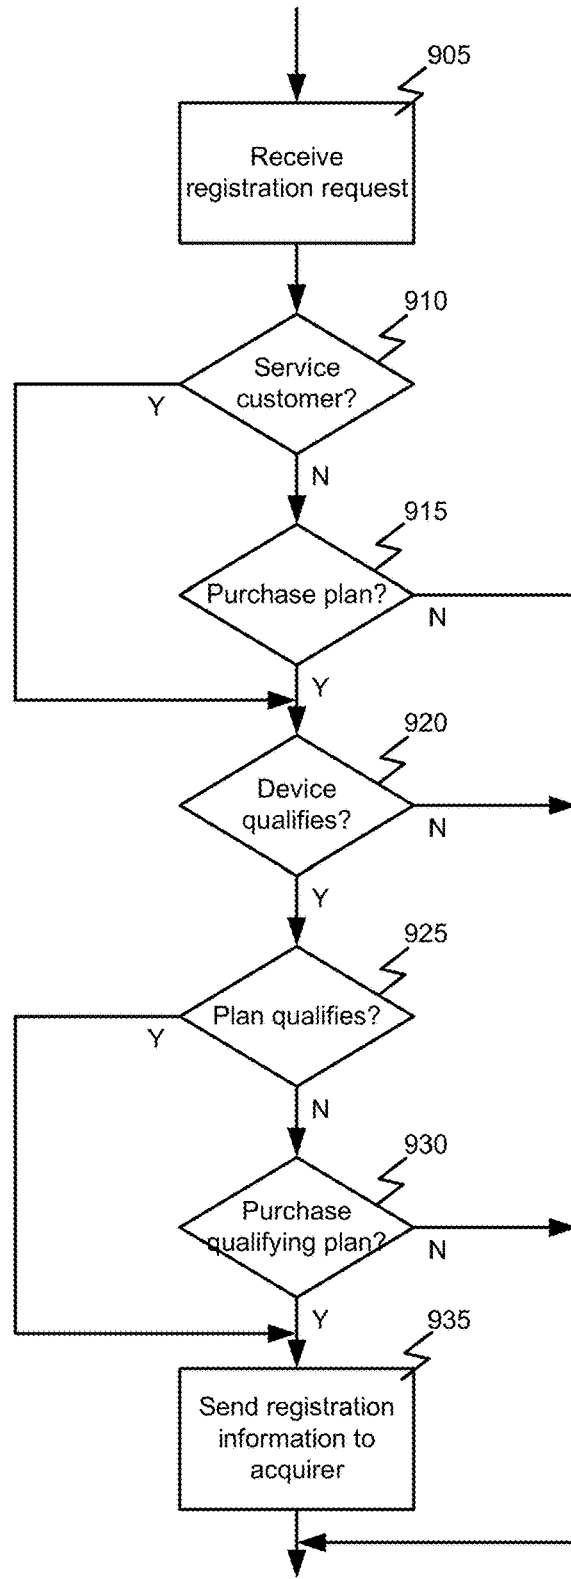 905
Receive
registration request
910
Service
customer?
Y
N
915
Purchase plan?
N
Y
920
Device
qualifies?
N
Y
925
Plan qualifies?
Y
N
930
Purchase
qualifying plan?
N
Y
935
Send registration
information to
acquirer